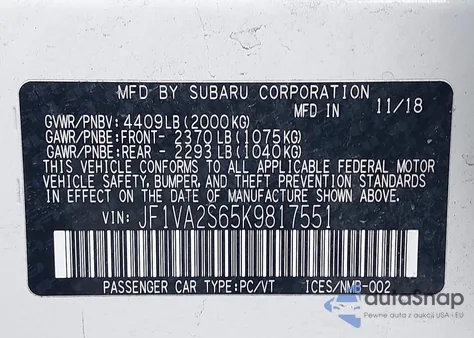 MFD BY SUBARU CORPORATION
GVWR/PNBV: 4409LB(2000KG) 11/18
GAWR/PNBE:FRONT- 2370LB(1075KG)
GAWR/PNBE:REAR - 2293LB(1040KG)
THIS VEHICLE CONFORMS TO ALL APPLICABLE FEDERAL MOTOR
VEHICLE SAFETY, BUMPER, AND THEFT PREVENTION STANDARDS
IN EFFECT ON THE DATE OF MANUFACTURE SHOWN ABOVE.
VIN: JF1VA2S65K9817551
PASSENGER CAR TYPE:PC/VT ICES/NMB-002
autoSnap
Pewne auta z aukcji USA i EU